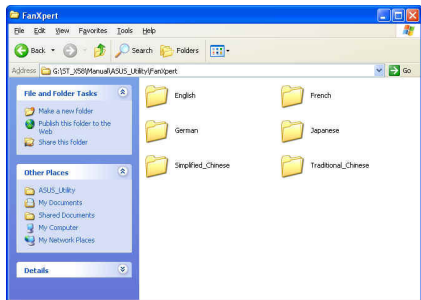 FanXpert
File Edit View Favorites Tools Help
Back Search Folders
Address G:\ST_X58\Manual\ASUS_Utility\FanXpert Go
File and Folder Tasks
Make a new folder
Publish this folder to the
Web
Share this folder
Other Places
ASUS_Utility
My Documents
Shared Documents
My Computer
My Network Places
Details
English French
German Japanese
Simplified_Chinese Traditional_Chinese